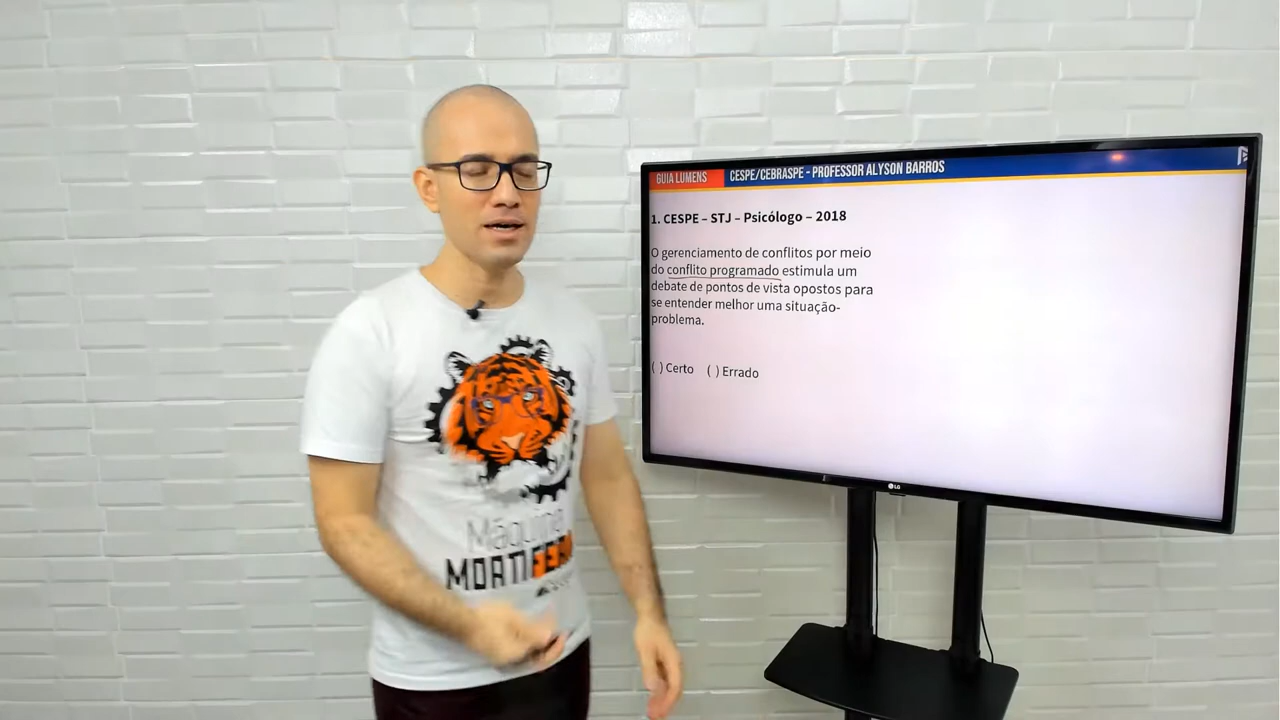 GUIA LUMENS
CESPE/CEBRASPE - PROFESSOR ALYSON BARROS
1. CESPE – STJ – Psicólogo – 2018
O gerenciamento de conflitos por meio
do conflito programado estimula um
debate de pontos de vista opostos para
se entender melhor uma situação-
problema.
( ) Certo ( ) Errado
LG
Máquina
MORTIFERA